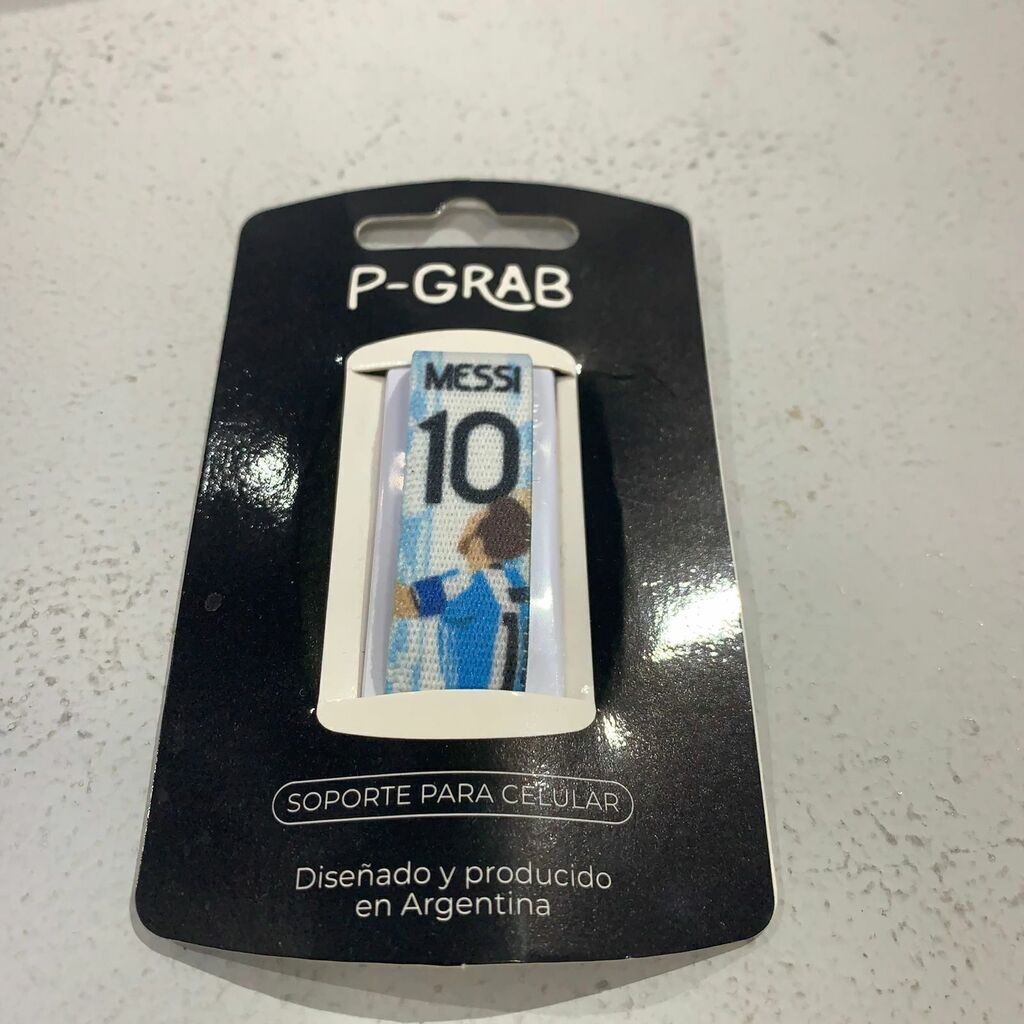 P-GRAB
MESSI
10
SOPORTE PARA CELULAR
Diseñado y producido
en Argentina